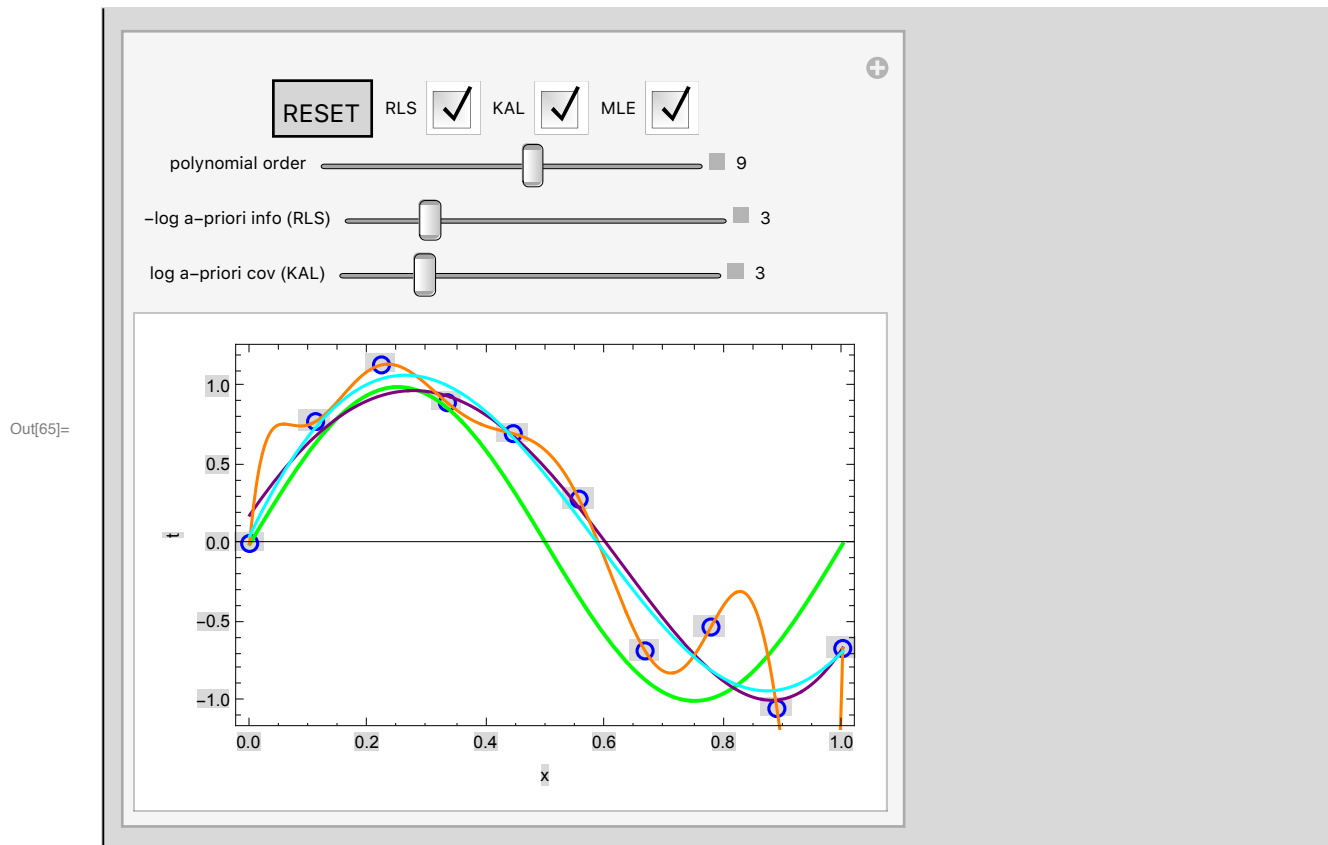 RESET RLS KAL MLE
polynomial order 9
−log a−priori info (RLS) 3
log a−priori cov (KAL) 3
Out[65]=
1.0
0.5
0.0
−0.5
−1.0
t
0.0 0.2 0.4 0.6 0.8 1.0
x